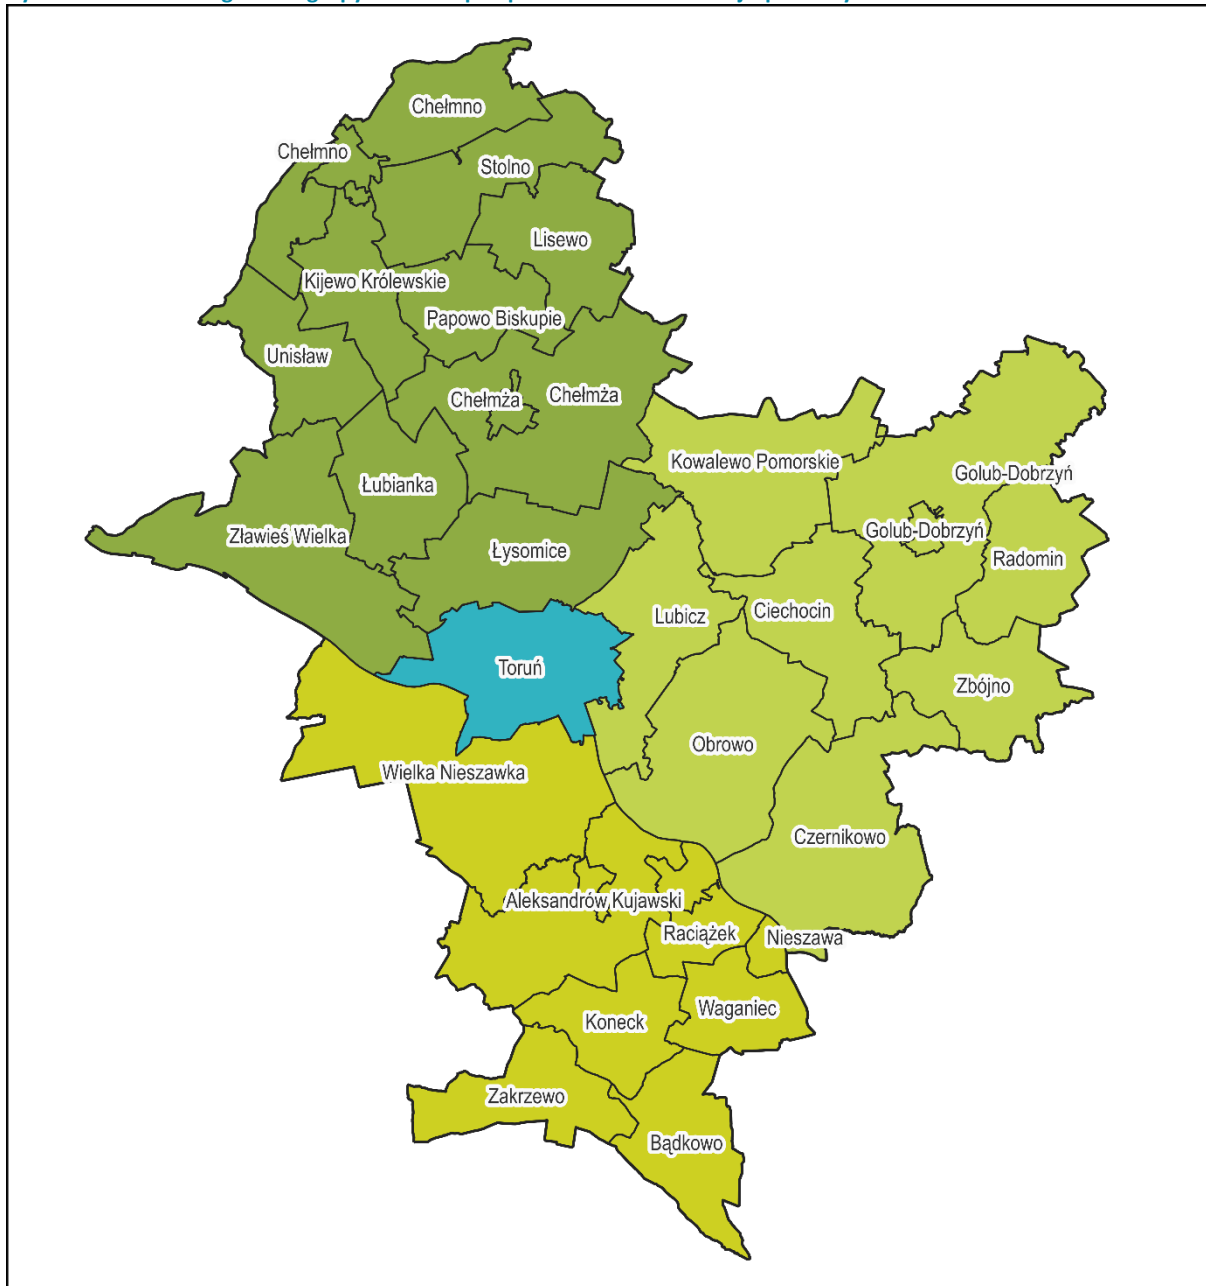 Chełmno
Chełmno
Stolno
Lisewo
Kijewo Królewskie
Papowo Biskupie
Unisław
Chełmża
Chełmża
Kowalewo Pomorskie
Golub-Dobrzyń
Łubianka
Zławieś Wielka
Golub-Dobrzyń
Łysomice
Radomin
Lubicz
Ciechocin
Toruń
Zbójno
Obrowo
Wielka Nieszawka
Czernikowo
Aleksandrów Kujawski
Raciążek
Nieszawa
Waganiec
Koneck
Zakrzewo
Bądkowo